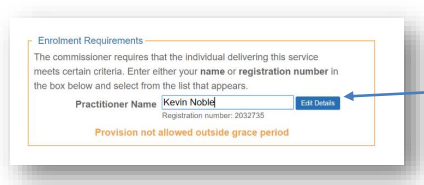 Enrolment Requirements
The commissioner requires that the individual delivering this service
meets certain criteria. Enter either your name or registration number in
the box below and select from the list that appears.
Practitioner Name Kevin Noble Edit Details
Registration number: 2032735
Provision not allowed outside grace period